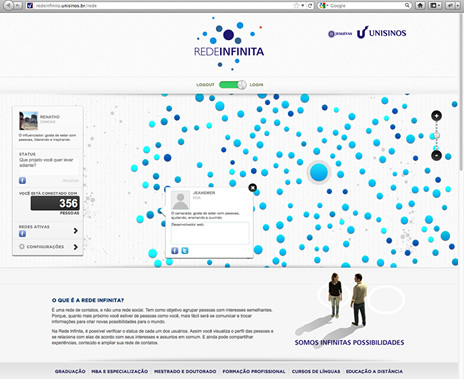 redeinfinita.unisinos.br/rede
Google
REDEINFINITA
JESUÍTAS
UNISINOS
LOGOUT
LOGIN
RENATHO
STATUS
Que projeto você quer levar
adiante?
VOCÊ ESTÁ CONECTADO COM
356
PESSOAS
REDES ATIVAS
CONFIGURAÇÕES
JEANDRER
O camarada: gosta de estar com pessoas,
ajudando, ensinando e ouvindo.
Desenvolvedor web.
O QUE É A REDE INFINITA?
É uma rede de contatos, e não uma rede social. Tem como objetivo agrupar pessoas com interesses semelhantes.
Porque, quanto mais próximo você estiver de pessoas como você, mais fácil será se comunicar e trocar
informações para criar novas possibilidades para o mundo.
Na Rede Infinita, é possível verificar o status de cada um dos usuários. Assim você visualiza o perfil das pessoas e
se relaciona com elas de acordo com seus interesses e assuntos em comum. E ainda pode compartilhar
experiências, conteúdo e ampliar sua rede de contatos.
SOMOS INFINITAS POSSIBILIDADES
GRADUAÇÃO
MBA E ESPECIALIZAÇÃO
MESTRADO E DOUTORADO
FORMAÇÃO PROFISSIONAL
CURSOS DE LÍNGUAS
EDUCAÇÃO A DISTÂNCIA